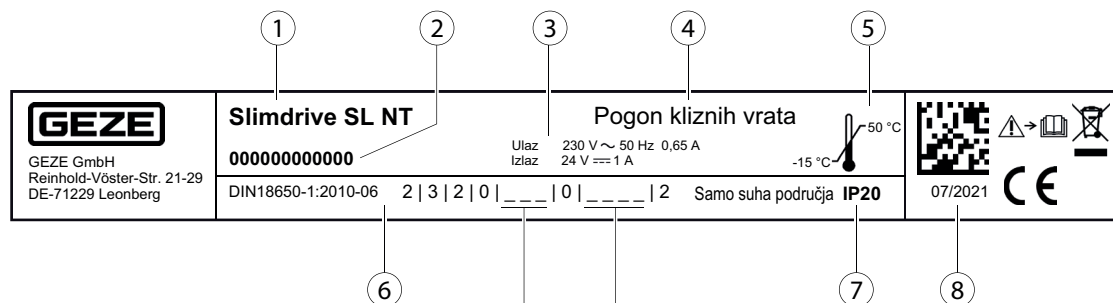 1 2 3 4 5
GEZE
GEZE GmbH
Reinhold-Vöster-Str. 21-29
DE-71229 Leonberg
Slimdrive SL NT
000000000000
Pogon kliznih vrata
Ulaz 230 V ~ 50 Hz 0,65 A
Izlaz 24 V ⎓ 1 A
50 °C
-15 °C
DIN18650-1:2010-06 2|3|2|0|_ _ _|0|_ _ _ _|2 Samo suha područja IP20
07/2021
CE
6 7 8